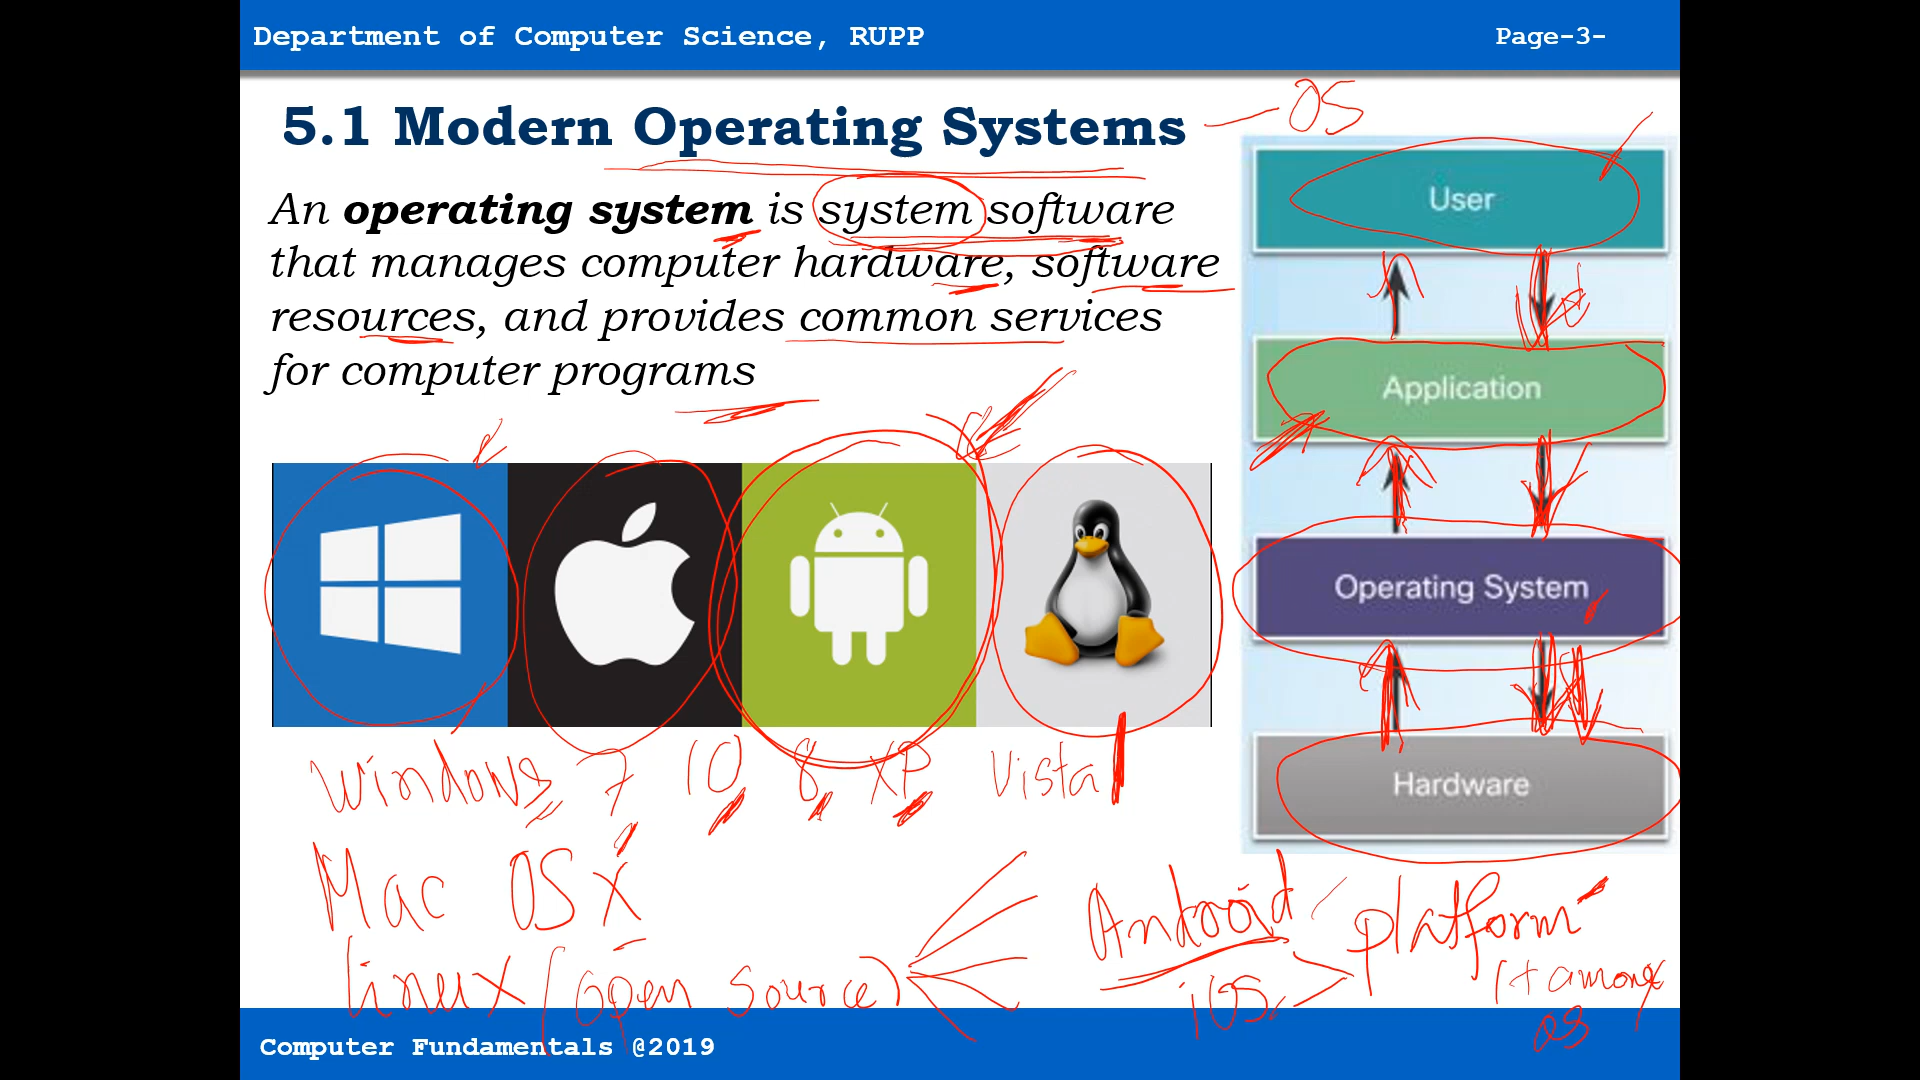 Department of Computer Science, RUPP
Page-3-
5.1 Modern Operating Systems
OS
An operating system is system software
that manages computer hardware, software
resources, and provides common services
for computer programs
User
Application
Operating System
Hardware
Windows 7 10 8 XP Vista
Mac OS X
Linux (open source)
Android
iOS
platform
OS
Computer Fundamentals @2019